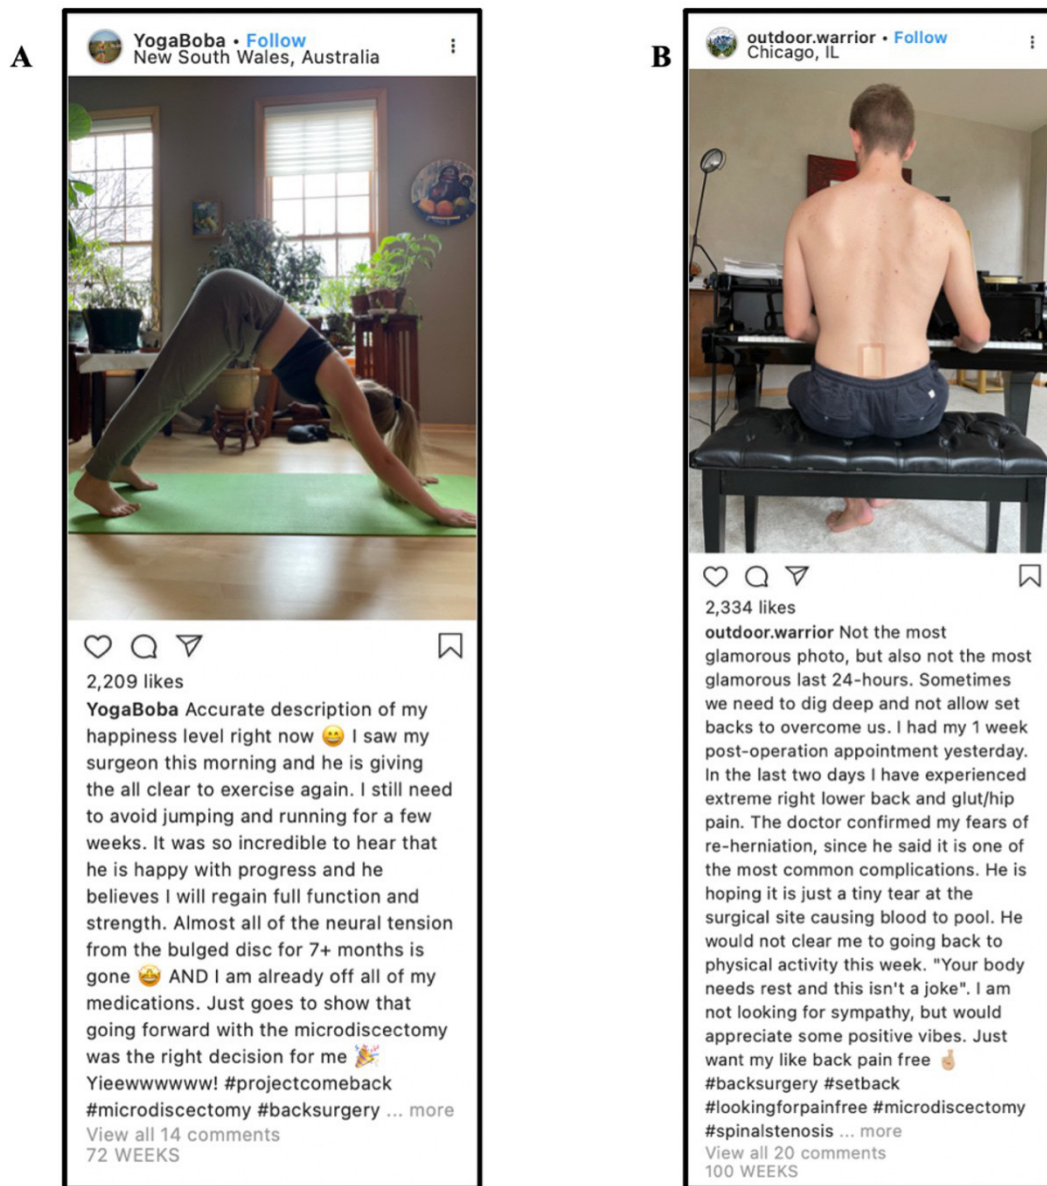 A
YogaBoba • Follow
New South Wales, Australia
2,209 likes
YogaBoba Accurate description of my
happiness level right now 😀 I saw my
surgeon this morning and he is giving
the all clear to exercise again. I still need
to avoid jumping and running for a few
weeks. It was so incredible to hear that
he is happy with progress and he
believes I will regain full function and
strength. Almost all of the neural tension
from the bulged disc for 7+ months is
gone 🤩 AND I am already off all of my
medications. Just goes to show that
going forward with the microdiscectomy
was the right decision for me 🎉
Yieewwwwww! #projectcomeback
#microdiscectomy #backsurgery ... more
View all 14 comments
72 WEEKS
B
outdoor.warrior • Follow
Chicago, IL
2,334 likes
outdoor.warrior Not the most
glamorous photo, but also not the most
glamorous last 24-hours. Sometimes
we need to dig deep and not allow set
backs to overcome us. I had my 1 week
post-operation appointment yesterday.
In the last two days I have experienced
extreme right lower back and glut/hip
pain. The doctor confirmed my fears of
re-herniation, since he said it is one of
the most common complications. He is
hoping it is just a tiny tear at the
surgical site causing blood to pool. He
would not clear me to going back to
physical activity this week. "Your body
needs rest and this isn't a joke". I am
not looking for sympathy, but would
appreciate some positive vibes. Just
want my like back pain free 🤞🏼
#backsurgery #setback
#lookingforpainfree #microdiscectomy
#spinalstenosis ... more
View all 20 comments
100 WEEKS